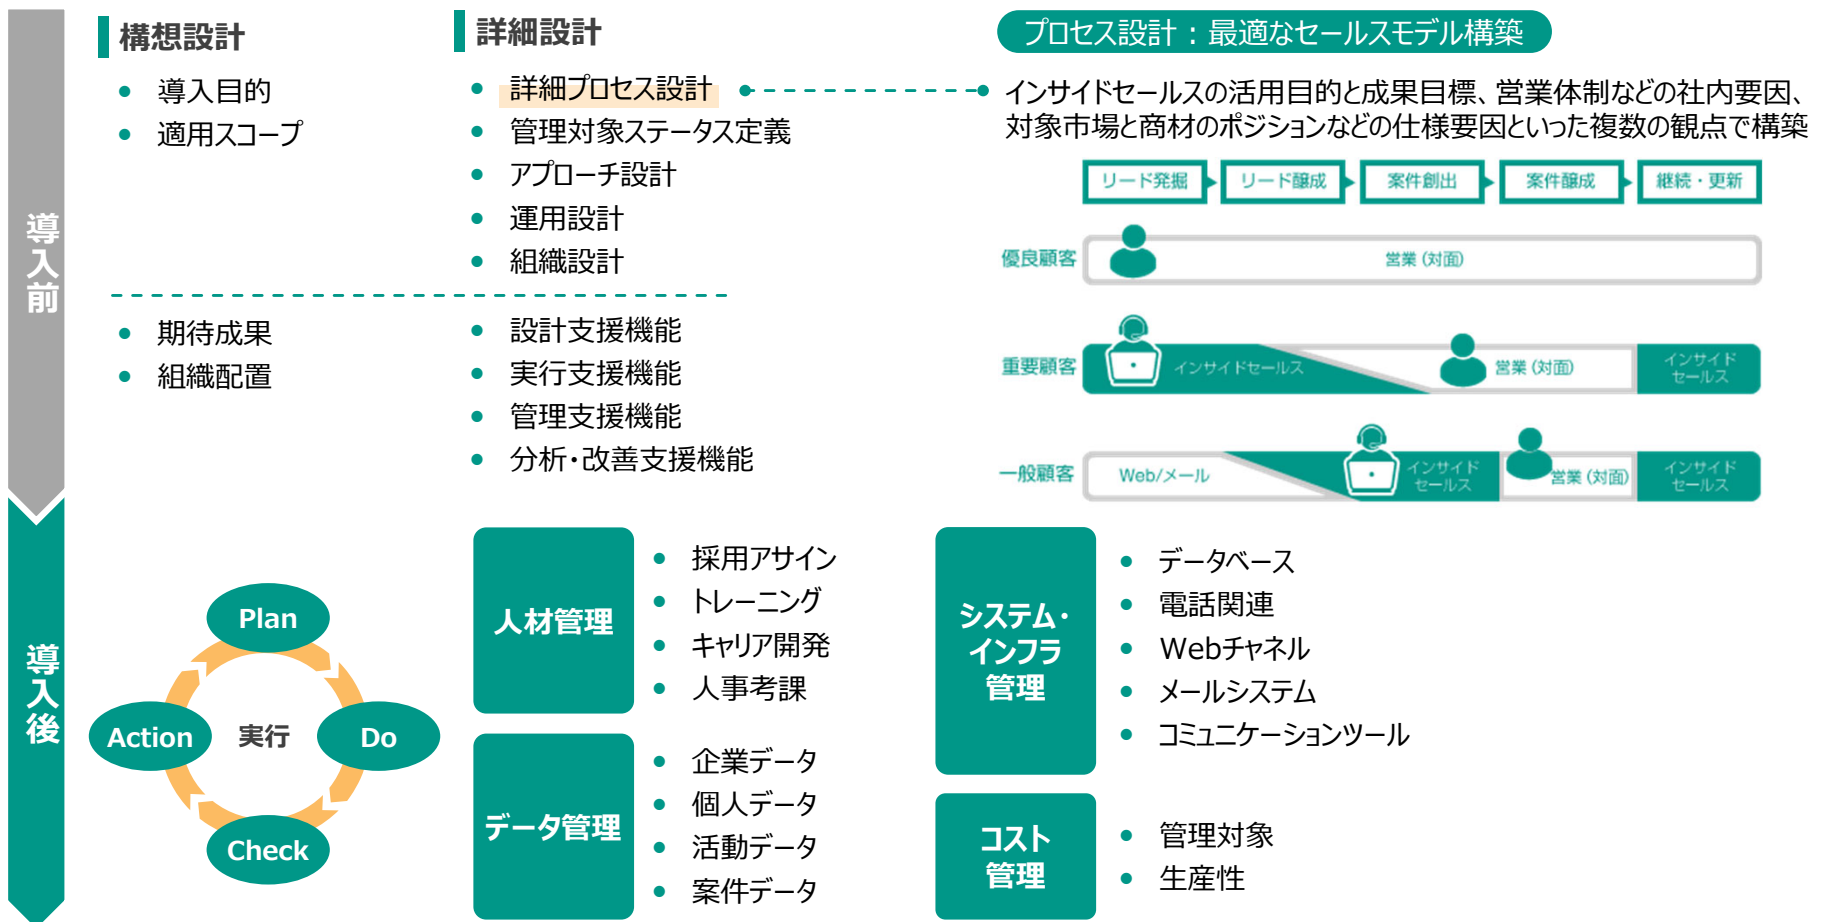 導入前
構想設計
導入目的
適用スコープ
期待成果
組織配置
詳細設計
詳細プロセス設計
管理対象ステータス定義
アプローチ設計
運用設計
組織設計
設計支援機能
実行支援機能
管理支援機能
分析・改善支援機能
プロセス設計：最適なセールスモデル構築
インサイドセールスの活用目的と成果目標、営業体制などの社内要因、
対象市場と商材のポジションなどの仕様要因といった複数の観点で構築
リード発掘 リード醸成 案件創出 案件醸成 継続・更新
優良顧客 営業（対面）
重要顧客 インサイドセールス 営業（対面） インサイド
セールス
一般顧客 Web/メール インサイド
セールス 営業（対面） インサイド
セールス
導入後
Plan
Do
Check
Action
実行
人材管理
採用アサイン
トレーニング
キャリア開発
人事考課
データ管理
企業データ
個人データ
活動データ
案件データ
システム・
インフラ
管理
データベース
電話関連
Webチャネル
メールシステム
コミュニケーションツール
コスト
管理
管理対象
生産性